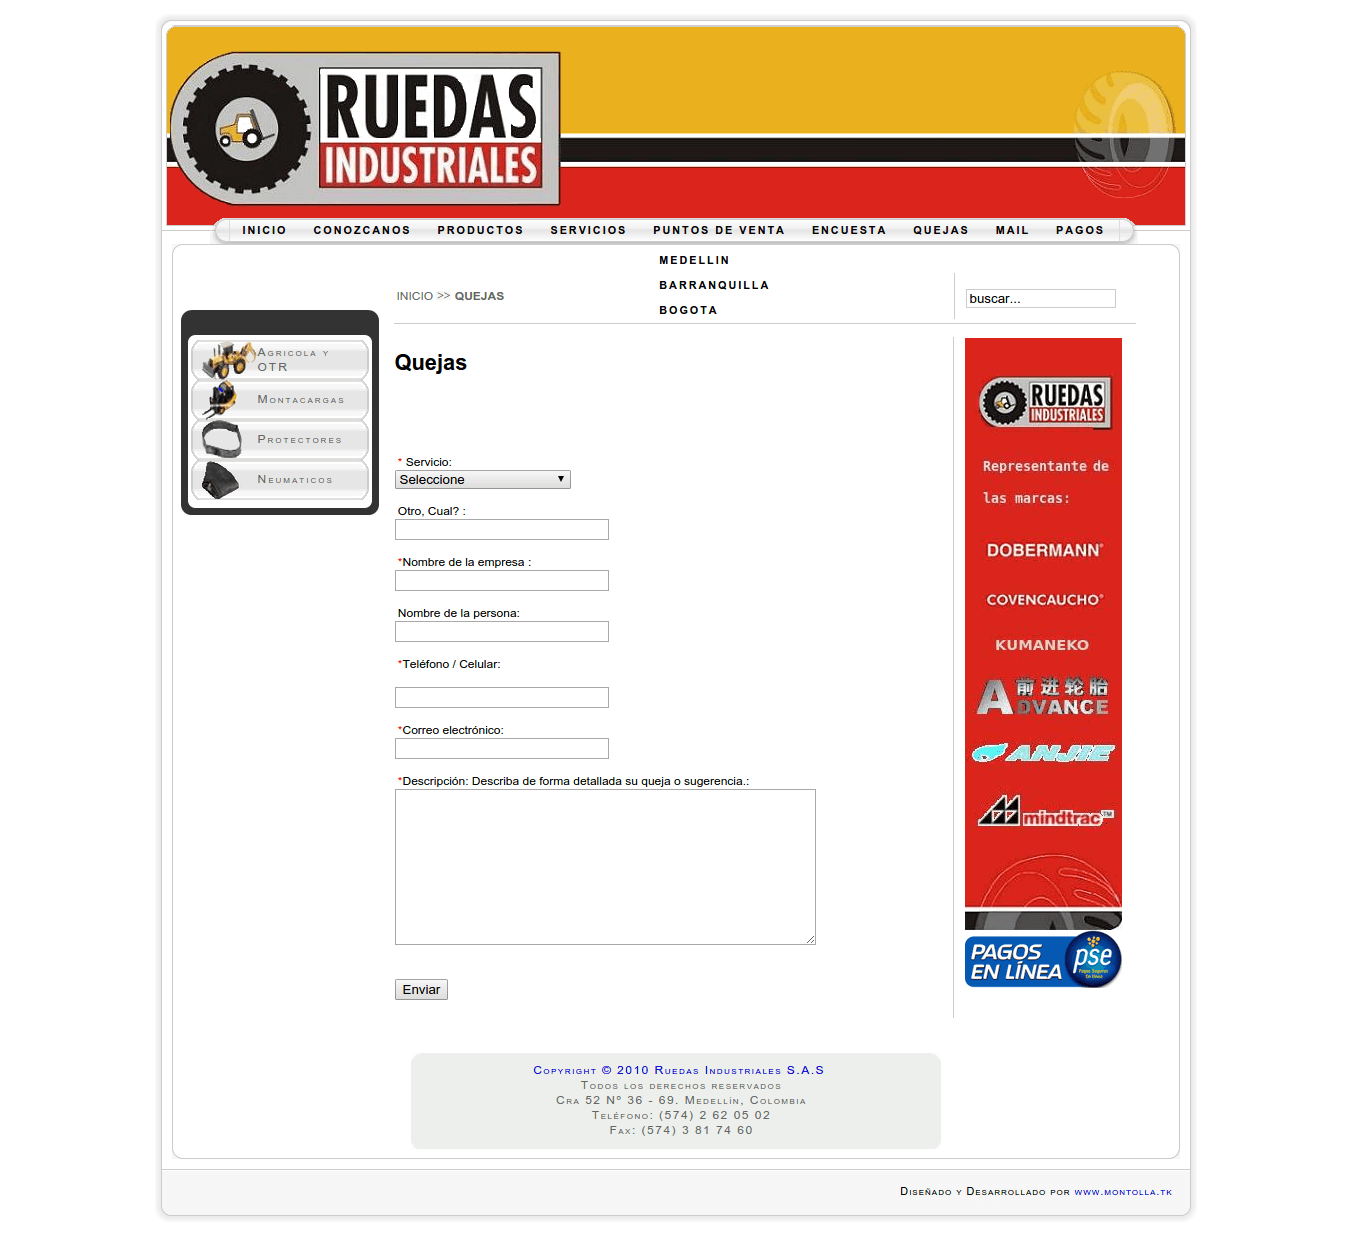 RUEDAS
INDUSTRIALES
INICIO CONOZCANOS PRODUCTOS SERVICIOS PUNTOS DE VENTA ENCUESTA QUEJAS MAIL PAGOS
MEDELLIN
BARRANQUILLA
BOGOTA
INICIO >> QUEJAS
buscar...
Agricola y
OTR
Montacargas
Protectores
Neumaticos
Quejas
* Servicio:
Seleccione
Otro, Cual? :
*Nombre de la empresa :
Nombre de la persona:
*Teléfono / Celular:
*Correo electrónico:
*Descripción: Describa de forma detallada su queja o sugerencia.:
Enviar
RUEDAS
INDUSTRIALES
Representante de
las marcas:
DOBERMANN®
COVENCAUCHO®
KUMANEKO
前进轮胎
ADVANCE
ANJIE
mindtrac™
PAGOS
EN LÍNEA
pse
Pagos Seguros
En línea
Copyright © 2010 Ruedas Industriales S.A.S
Todos los derechos reservados
Cra 52 Nº 36 - 69. Medellín, Colombia
Teléfono: (574) 2 62 05 02
Fax: (574) 3 81 74 60
Diseñado y Desarrollado por www.montolla.tk